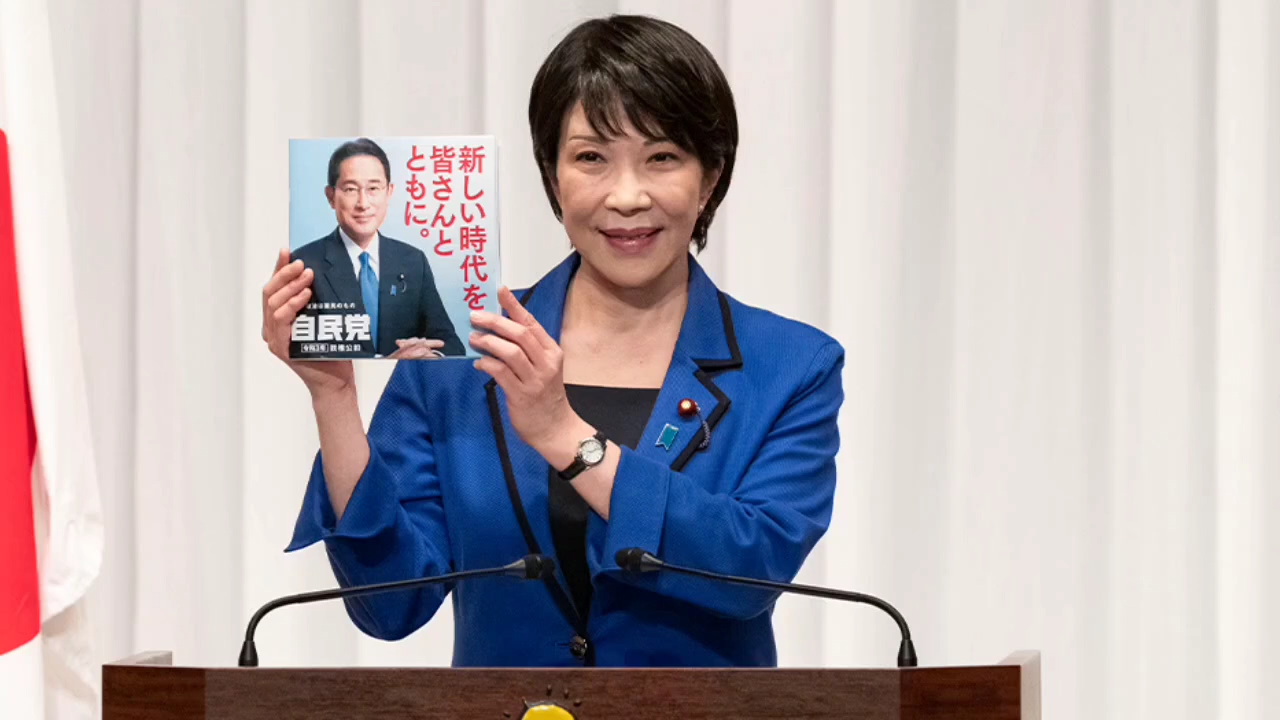 新しい時代を
皆さんと
ともに。
自民党
令和3年 政権公約